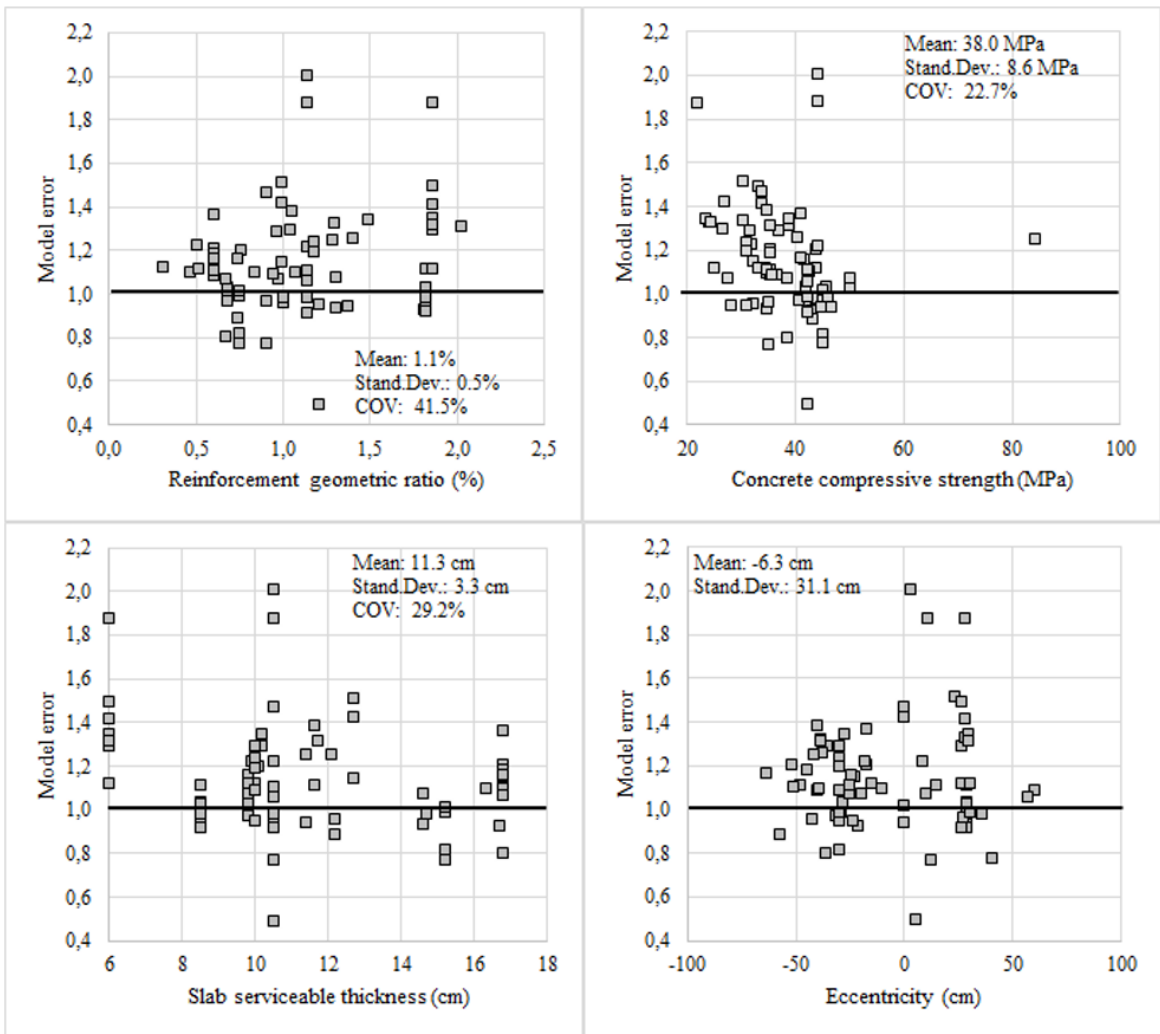 2,2
2,0
1,8
1,6
1,4
1,2
1,0
0,8
0,6
0,4
Model error
Mean: 1.1%
Stand.Dev.: 0.5%
COV: 41.5%
0,0 0,5 1,0 1,5 2,0 2,5
Reinforcement geometric ratio (%)
2,2
2,0
1,8
1,6
1,4
1,2
1,0
0,8
0,6
0,4
Model error
Mean: 38.0 MPa
Stand.Dev.: 8.6 MPa
COV: 22.7%
20 40 60 80 100
Concrete compressive strength (MPa)
2,2
2,0
1,8
1,6
1,4
1,2
1,0
0,8
0,6
0,4
Model error
Mean: 11.3 cm
Stand.Dev.: 3.3 cm
COV: 29.2%
6 8 10 12 14 16 18
Slab serviceable thickness (cm)
2,2
2,0
1,8
1,6
1,4
1,2
1,0
0,8
0,6
0,4
Model error
Mean: -6.3 cm
Stand.Dev.: 31.1 cm
-100 -50 0 50 100
Eccentricity (cm)